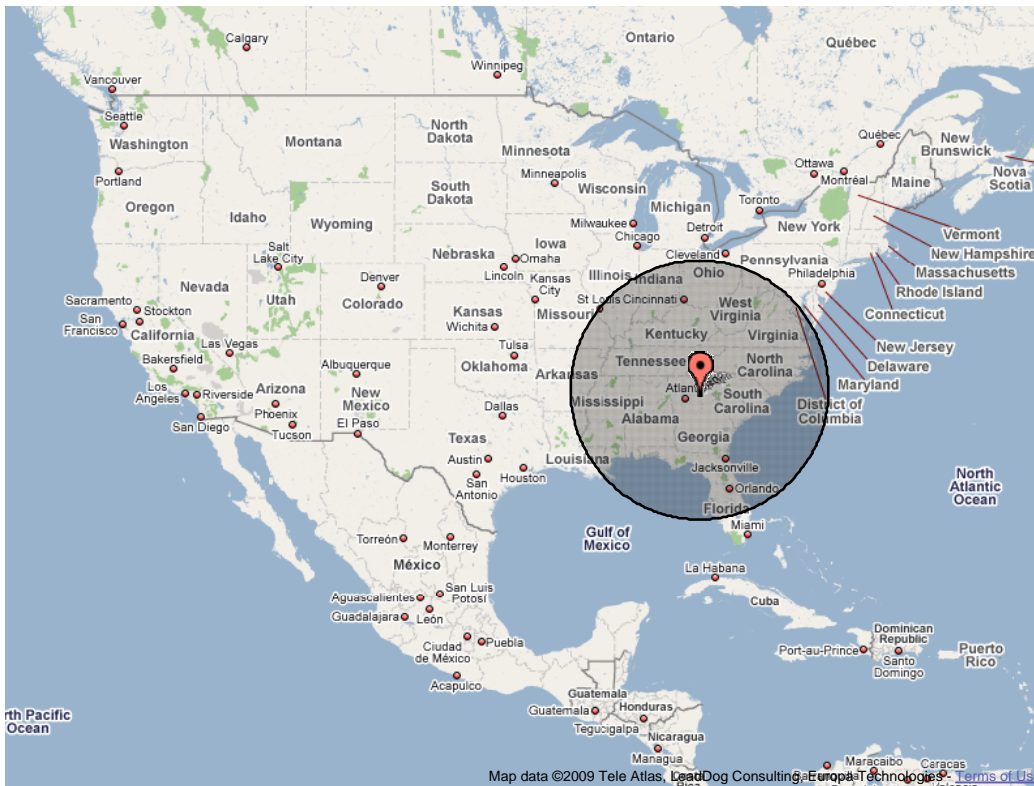 Calgary
Ontario
Québec
Winnipeg
Vancouver
Seattle
Washington
Montana
North
Dakota
Minnesota
Québec
New
Brunswick
Ottawa
Montréal
Maine
Nova
Scotia
Portland
Minneapolis
Wisconsin
Oregon
Idaho
South
Dakota
Michigan
Toronto
Wyoming
Milwaukee
Detroit
New York
Vermont
Chicago
Salt
Lake City
Nebraska
Iowa
Omaha
Cleveland
Pennsylvania
New Hampshire
Massachusetts
Lincoln
Kansas
City
Illinois
Indiana
Ohio
Philadelphia
Rhode Island
Nevada
Denver
Utah
Colorado
Sacramento
Stockton
San
Francisco
California
Kansas
Wichita
Missouri
St Louis
Cincinnati
West
Virginia
Connecticut
Kentucky
Virginia
New Jersey
Las Vegas
Bakersfield
Tulsa
Oklahoma
Albuquerque
Tennessee
North
Carolina
Delaware
Arkansas
Maryland
Los
Angeles
Riverside
Arizona
New
Mexico
South
Carolina
Mississippi
Alabama
District of
Columbia
Phoenix
San Diego
Tucson
El Paso
Dallas
Texas
Georgia
Louisiana
Austin
San
Antonio
Houston
Jacksonville
Orlando
Florida
North
Atlantic
Ocean
Miami
Gulf of
Mexico
Torreón
Monterrey
México
La Habana
Cuba
Aguascalientes
San Luis
Potosí
Guadalajara
León
Ciudad
de México
Puebla
Acapulco
Port-au-Prince
Dominican
Republic
Santo
Domingo
Puerto
Rico
Guatemala
Guatemala
Honduras
Tegucigalpa
Nicaragua
Managua
rth Pacific
Ocean
Maracaibo
Caracas
Map data ©2009 Tele Atlas, LeadDog Consulting, Europa Technologies - Terms of Us